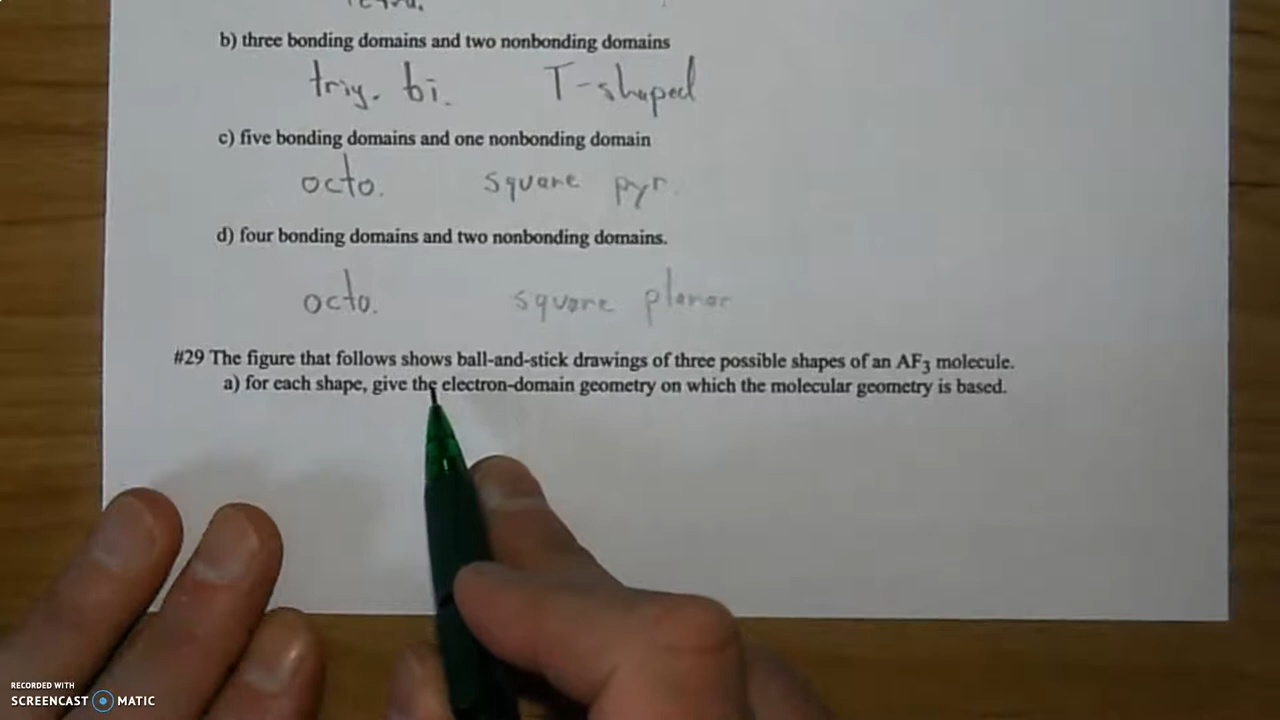 b) three bonding domains and two nonbonding domains
trig. bi. T-shaped
c) five bonding domains and one nonbonding domain
octo. square pyr.
d) four bonding domains and two nonbonding domains.
octo. square planar
#29 The figure that follows shows ball-and-stick drawings of three possible shapes of an AF3 molecule.
a) for each shape, give the electron-domain geometry on which the molecular geometry is based.
RECORDED WITH
SCREENCAST MATIC